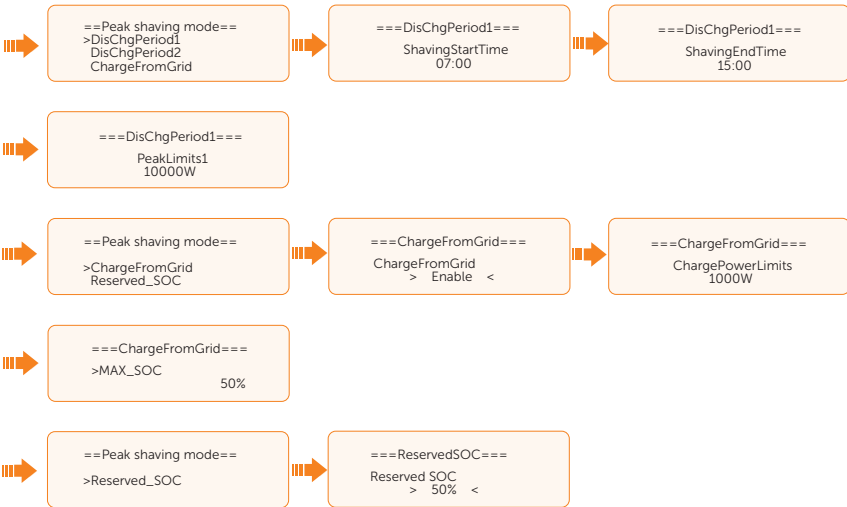 ==Peak shaving mode==
>DisChgPeriod1
DisChgPeriod2
ChargeFromGrid
===DisChgPeriod1===
ShavingStartTime
07:00
===DisChgPeriod1===
ShavingEndTime
15:00
===DisChgPeriod1===
PeakLimits1
10000W
==Peak shaving mode==
>ChargeFromGrid
Reserved_SOC
===ChargeFromGrid===
ChargeFromGrid
> Enable <
===ChargeFromGrid===
ChargePowerLimits
1000W
===ChargeFromGrid===
>MAX_SOC
50%
==Peak shaving mode==
>Reserved_SOC
===ReservedSOC===
Reserved SOC
> 50% <